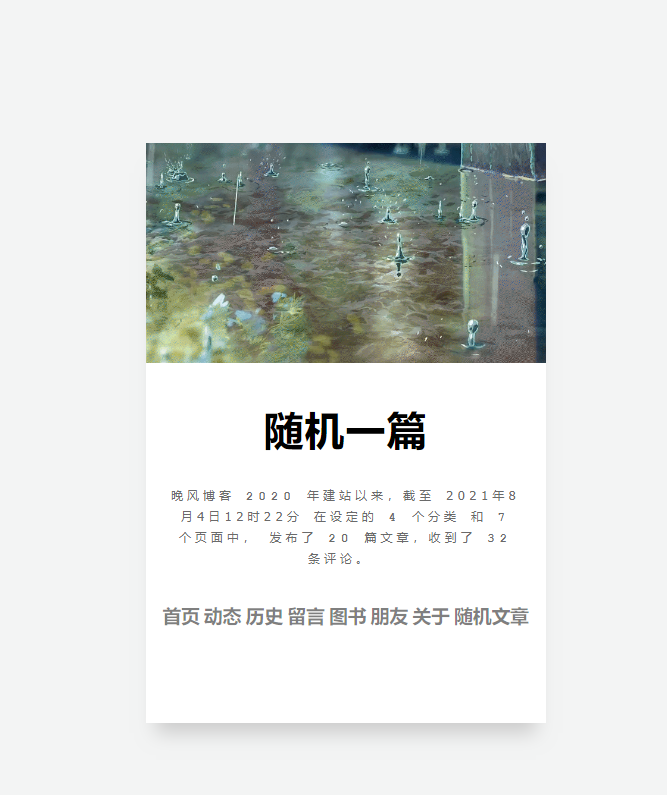 随机一篇
晚风博客 2020 年建站以来，截至 2021年8
月4日12时22分 在设定的 4 个分类 和 7
个页面中， 发布了 20 篇文章，收到了 32
条评论。
首页 动态 历史 留言 图书 朋友 关于 随机文章